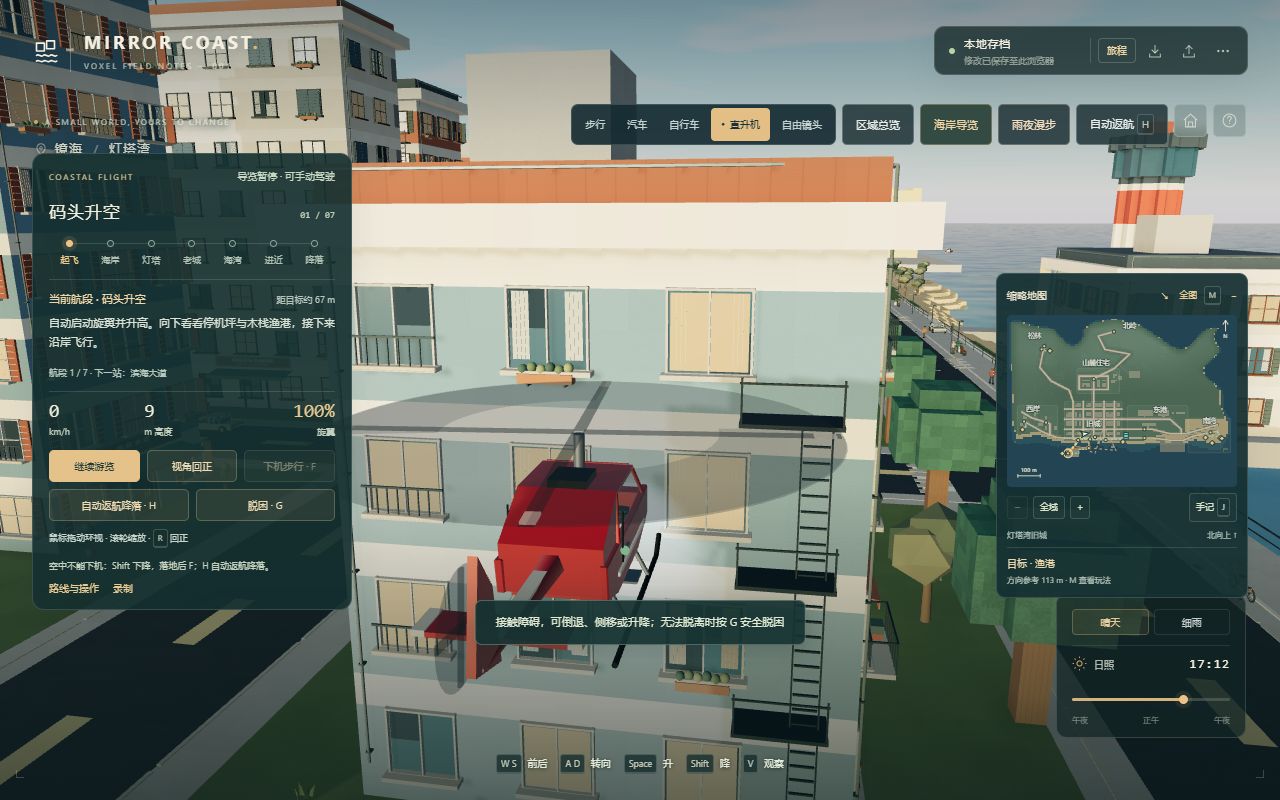 MIRROR COAST.
VOXEL FIELD NOTES
A SMALL WORLD, YOURS TO CHANGE
镜海 / 灯塔湾
本地存档
修改已保存至此浏览器
旅程
步行 汽车 自行车 • 直升机 自由镜头 区域总览 海岸导览 雨夜漫步 自动返航 H
COASTAL FLIGHT 导览暂停 · 可手动驾驶
码头升空 01 / 07
起飞 海岸 灯塔 老城 海湾 进近 降落
当前航段 · 码头升空 距目标约 67 m
自动启动旋翼并升高。向下看看停机坪与木栈渔港，接下来
沿岸飞行。
航段 1 / 7 · 下一站：滨海大道
0 9 100%
km/h m 高度 旋翼
继续游览 视角回正 下机步行 · F
自动返航降落 · H 脱困 · G
鼠标拖动环视 · 滚轮缩放 · R 回正
空中不能下机：Shift 下降，落地后 F；H 自动返航降落。
路线与操作 录制
缩略地图 全图 M −
北岭
N
松林
山麓住宅
西岸
东港
旧城
南湾
100 m
− 全域 + 手记 J
灯塔湾旧城 北向上 ↑
目标 · 渔港
方向参考 113 m · M 查看玩法
晴天 细雨
日照 17:12
午夜 正午 午夜
接触障碍，可倒退、侧移或升降；无法脱离时按 G 安全脱困
W S 前后 A D 转向 Space 升 Shift 降 V 观察